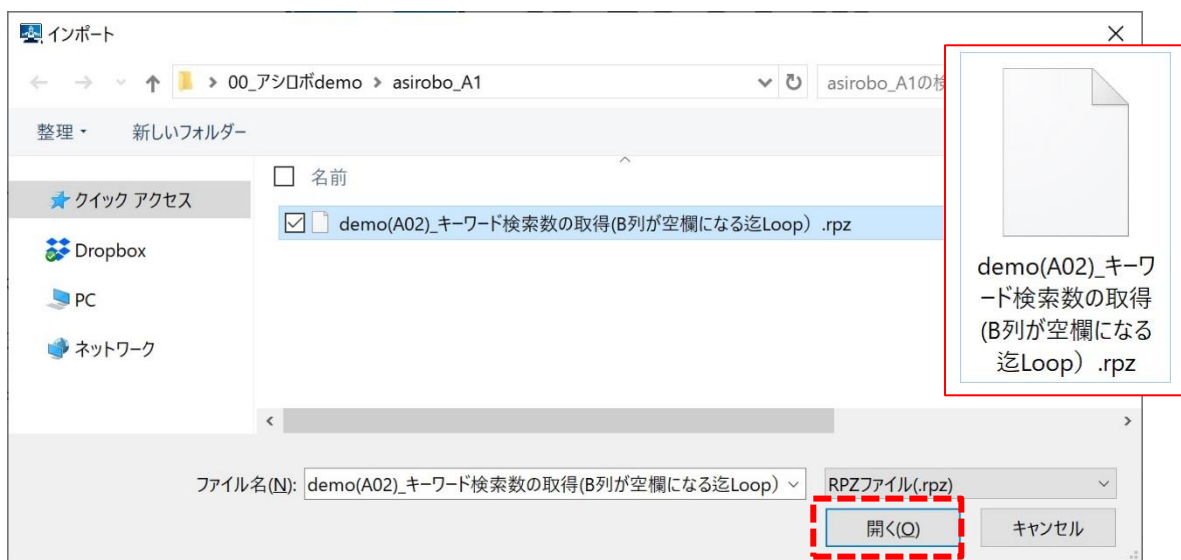 インポート
00_アシロボdemo > asirobo_A1
asirobo_A1の検
整理
新しいフォルダー
名前
クイック アクセス
demo(A02)_キーワード検索数の取得(B列が空欄になる迄Loop）.rpz
Dropbox
PC
ネットワーク
demo(A02)_キーワ
ード検索数の取得
(B列が空欄になる
迄Loop）.rpz
ファイル名(N): demo(A02)_キーワード検索数の取得(B列が空欄になる迄Loop）
RPZファイル(.rpz)
開く(O)
キャンセル